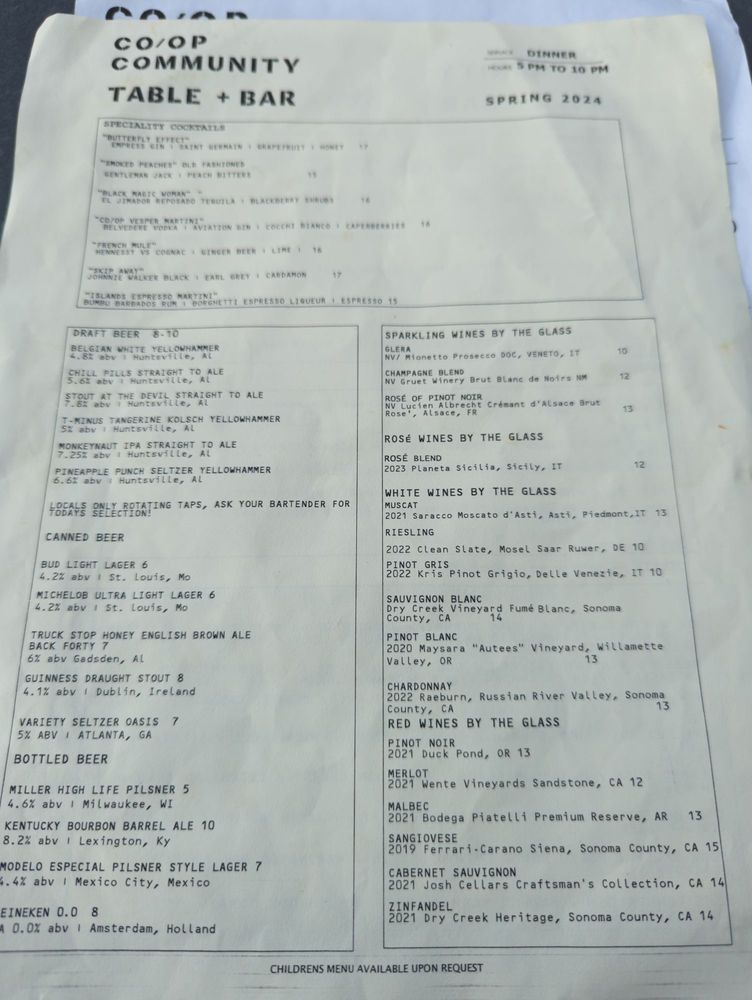 CO/OP
CO/OP
COMMUNITY
TABLE + BAR
SERVICE DINNER
HOURS 5 PM TO 10 PM
SPRING 2024
SPECIALITY COCKTAILS
"BUTTERFLY EFFECT"
EMPRESS GIN | SAINT GERMAIN | GRAPEFRUIT | HONEY 17
"SMOKED PEACHES" OLD FASHIONED
GENTLEMAN JACK | PEACH BITTERS 15
"BLACK MAGIC WOMAN" "
EL JIMADOR REPOSADO TEQUILA | BLACKBERRY SHRUBS 16
"CO/OP VESPER MARTINI"
BELVEDERE VODKA | AVIATION GIN | COCCHI BIANCO | CAPERBERRIES 16
"FRENCH MULE"
HENNESSY VS COGNAC | GINGER BEER | LIME | 16
"SKIP AWAY"
JOHNNIE WALKER BLACK | EARL GREY | CARDAMON 17
"ISLANDS ESPRESSO MARTINI"
BUMBU BARBADOS RUM | BORGHETTI ESPRESSO LIQUEUR | ESPRESSO 15
DRAFT BEER 8-10
BELGIAN WHITE YELLOWHAMMER
4.8% abv | Huntsville, Al
CHILL PILLS STRAIGHT TO ALE
5.6% abv | Huntsville, Al
STOUT AT THE DEVIL STRAIGHT TO ALE
7.8% abv | Huntsville, Al
T-MINUS TANGERINE KOLSCH YELLOWHAMMER
5% abv | Huntsville, Al
MONKEYNAUT IPA STRAIGHT TO ALE
7.25% abv | Huntsville, Al
PINEAPPLE PUNCH SELTZER YELLOWHAMMER
6.6% abv | Huntsville, Al
LOCALS ONLY ROTATING TAPS, ASK YOUR BARTENDER FOR
TODAYS SELECTION!
CANNED BEER
BUD LIGHT LAGER 6
4.2% abv | St. Louis, Mo
MICHELOB ULTRA LIGHT LAGER 6
4.2% abv | St. Louis, Mo
TRUCK STOP HONEY ENGLISH BROWN ALE
BACK FORTY 7
6% abv Gadsden, Al
GUINNESS DRAUGHT STOUT 8
4.1% abv | Dublin, Ireland
VARIETY SELTZER OASIS 7
5% ABV | ATLANTA, GA
BOTTLED BEER
MILLER HIGH LIFE PILSNER 5
4.6% abv | Milwaukee, WI
KENTUCKY BOURBON BARREL ALE 10
8.2% abv | Lexington, Ky
MODELO ESPECIAL PILSNER STYLE LAGER 7
4.4% abv | Mexico City, Mexico
EINEKEN 0.0 8
A 0.0% abv | Amsterdam, Holland
SPARKLING WINES BY THE GLASS
GLERA
NV/ Mionetto Prosecco DOC, VENETO, IT 10
CHAMPAGNE BLEND
NV Gruet Winery Brut Blanc de Noirs NM 12
ROSÉ OF PINOT NOIR
NV Lucien Albrecht Crémant d'Alsace Brut
Rose', Alsace, FR 13
ROSÉ WINES BY THE GLASS
ROSÉ BLEND
2023 Planeta Sicilia, Sicily, IT 12
WHITE WINES BY THE GLASS
MUSCAT
2021 Saracco Moscato d'Asti, Asti, Piedmont,IT 13
RIESLING
2022 Clean Slate, Mosel Saar Ruwer, DE 10
PINOT GRIS
2022 Kris Pinot Grigio, Delle Venezie, IT 10
SAUVIGNON BLANC
Dry Creek Vineyard Fumé Blanc, Sonoma
County, CA 14
PINOT BLANC
2020 Maysara "Autees" Vineyard, Willamette
Valley, OR 13
CHARDONNAY
2022 Raeburn, Russian River Valley, Sonoma
County, CA 13
RED WINES BY THE GLASS
PINOT NOIR
2021 Duck Pond, OR 13
MERLOT
2021 Wente Vineyards Sandstone, CA 12
MALBEC
2021 Bodega Piatelli Premium Reserve, AR 13
SANGIOVESE
2019 Ferrari-Carano Siena, Sonoma County, CA 15
CABERNET SAUVIGNON
2021 Josh Cellars Craftsman's Collection, CA 14
ZINFANDEL
2021 Dry Creek Heritage, Sonoma County, CA 14
CHILDRENS MENU AVAILABLE UPON REQUEST